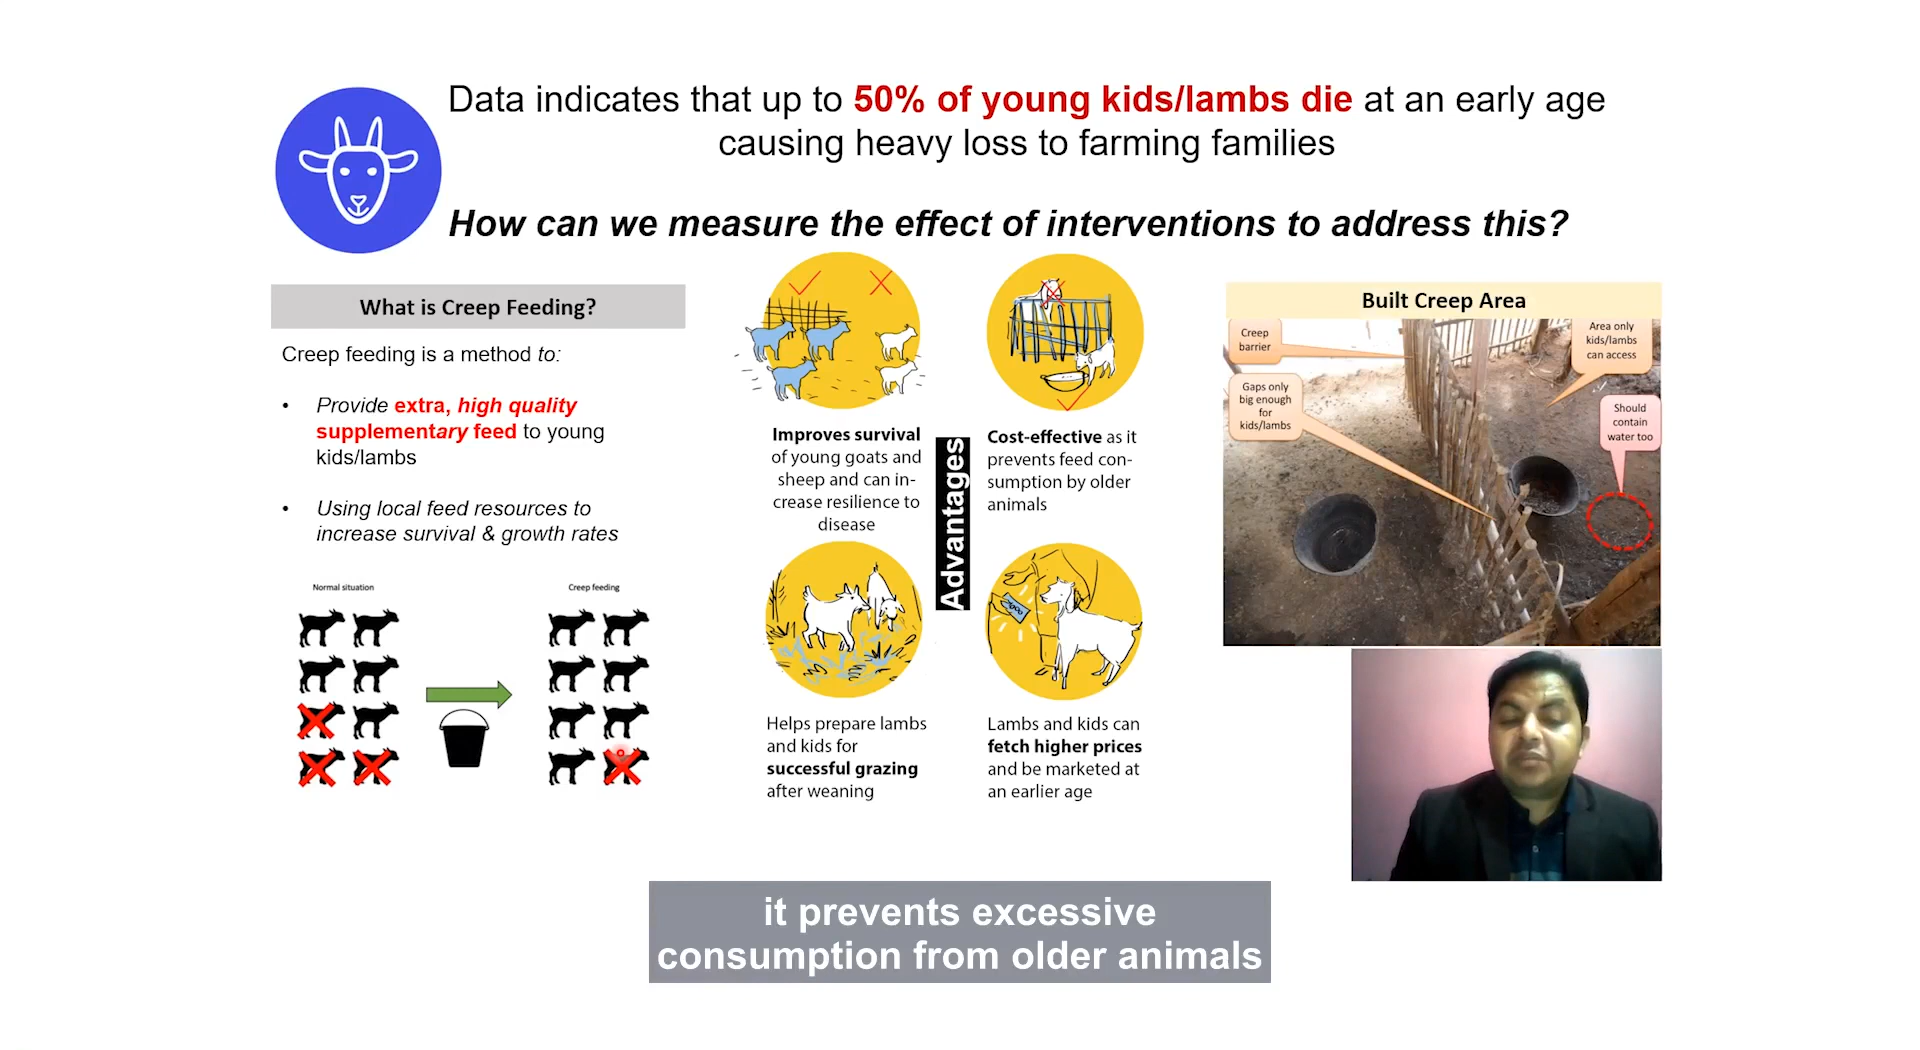 Data indicates that up to 50% of young kids/lambs die at an early age
causing heavy loss to farming families
How can we measure the effect of interventions to address this?
What is Creep Feeding?
Creep feeding is a method to:
• Provide extra, high quality
supplementary feed to young
kids/lambs
• Using local feed resources to
increase survival & growth rates
Normal situation
Creep feeding
Improves survival
of young goats and
sheep and can in-
crease resilience to
disease
Advantages
Cost-effective as it
prevents feed con-
sumption by older
animals
Helps prepare lambs
and kids for
successful grazing
after weaning
Lambs and kids can
fetch higher prices
and be marketed at
an earlier age
Built Creep Area
Creep
barrier
Area only
kids/lambs
can access
Gaps only
big enough
for
kids/lambs
Should
contain
water too
it prevents excessive
consumption from older animals